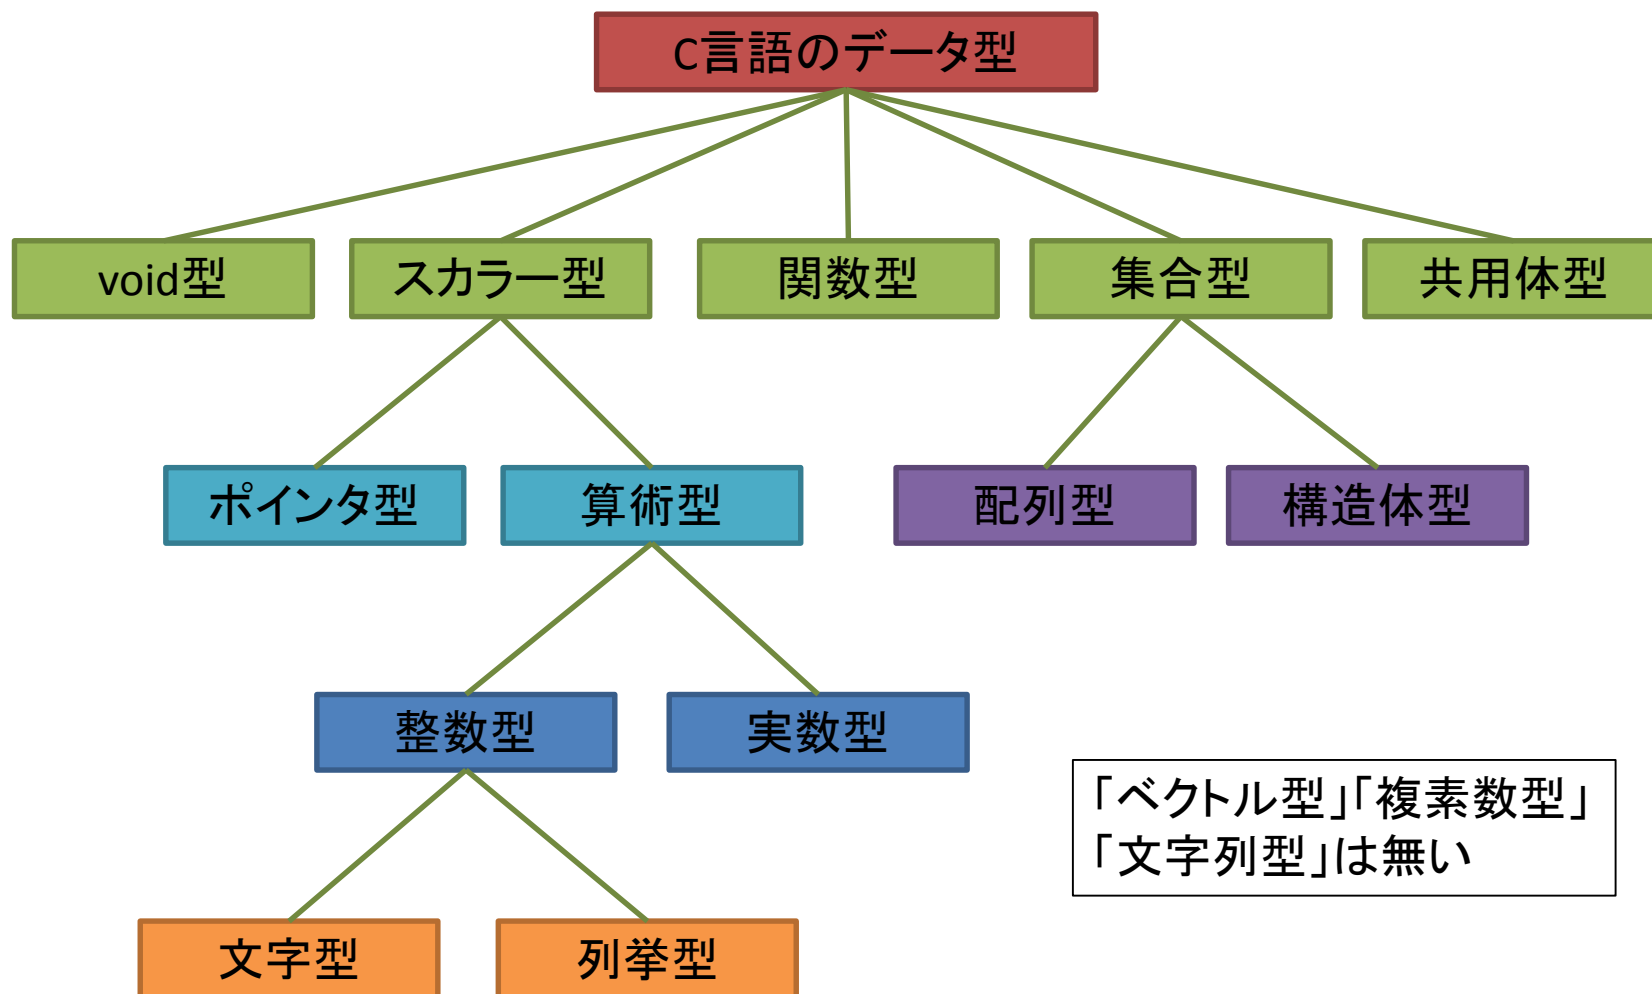 C言語のデータ型
void型
スカラー型
関数型
集合型
共用体型
ポインタ型
算術型
配列型
構造体型
整数型
実数型
「ベクトル型」「複素数型」
「文字列型」は無い
文字型
列挙型